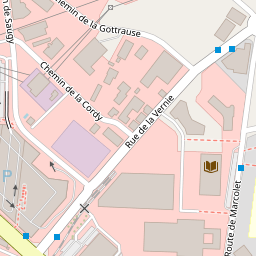 Chemin de la Gottrause
n de Saugy
Chemin de la Cordy
Rue de la Vernie
Route de Marcolet
P